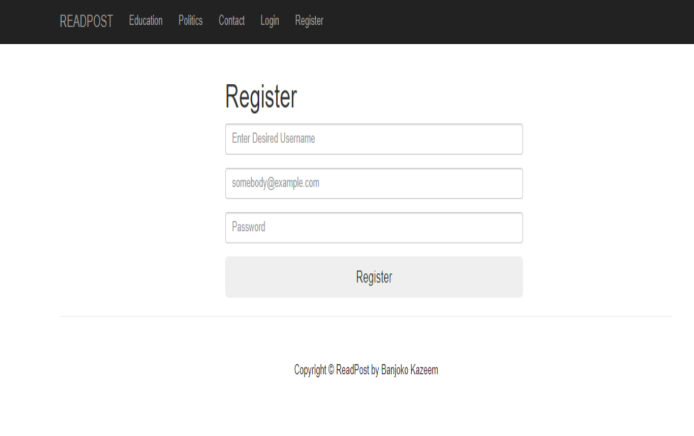 READPOST Education Politics Contact Login Register
Register
Enter Desired Username
somebody@example.com
Password
Register
Copyright © ReadPost by Banjoko Kazeem